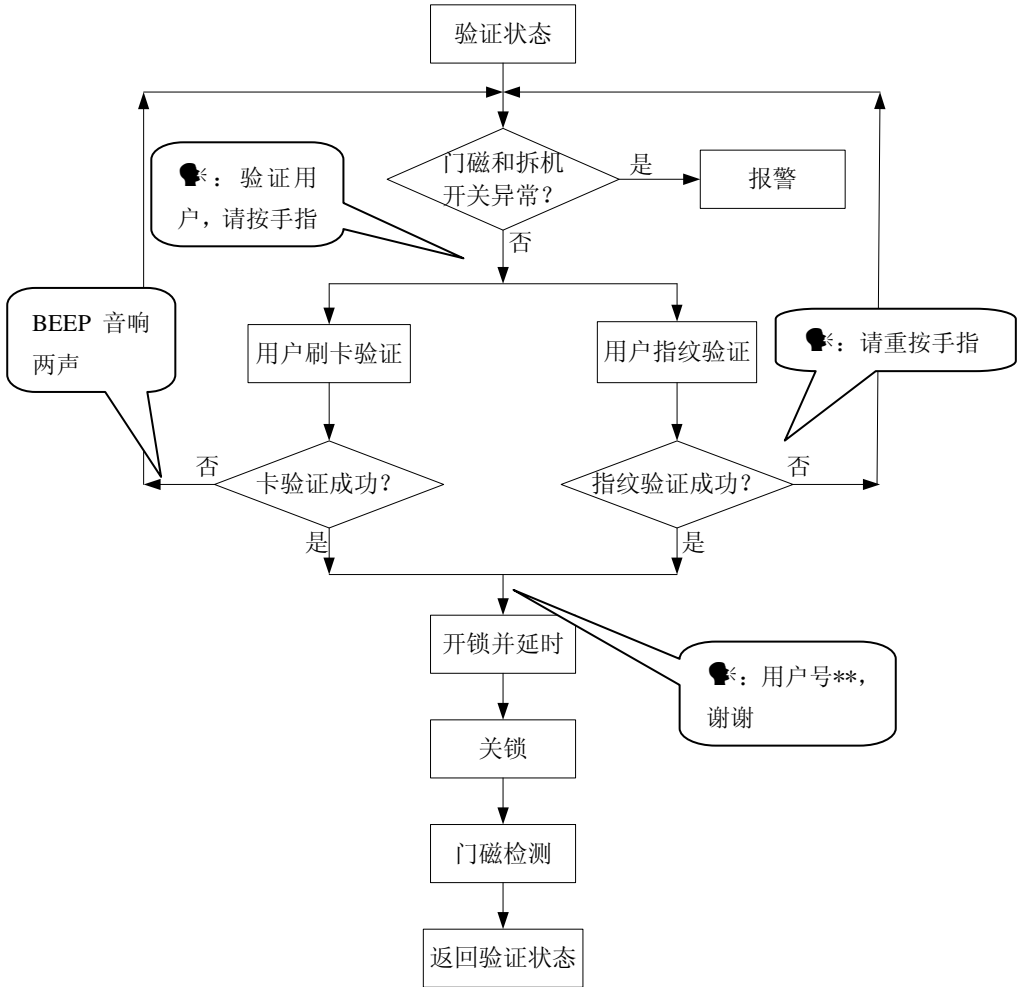 验证状态
门磁和拆机
开关异常？
是
报警
：验证用
户，请按手指
否
BEEP 音响
两声
用户刷卡验证
用户指纹验证
：请重按手指
否
卡验证成功？
指纹验证成功？
否
是
是
开锁并延时
：用户号**，
谢谢
关锁
门磁检测
返回验证状态